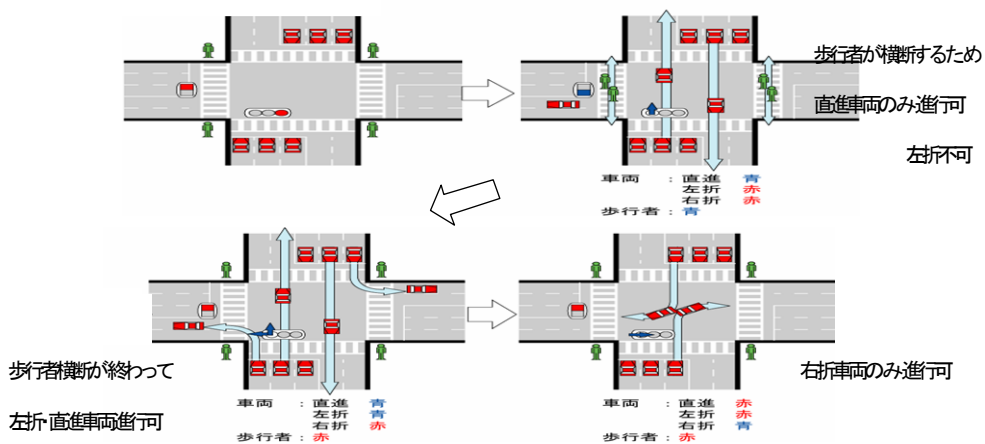 歩行者が横断するため
直進車両のみ進行可
左折不可
車両　：直進　青
左折　赤
右折　赤
歩行者：青
歩行者横断が終わって
左折・直進車両進行可
車両　：直進　青
左折　青
右折　赤
歩行者：赤
右折車両のみ進行可
車両　：直進　赤
左折　赤
右折　青
歩行者：赤